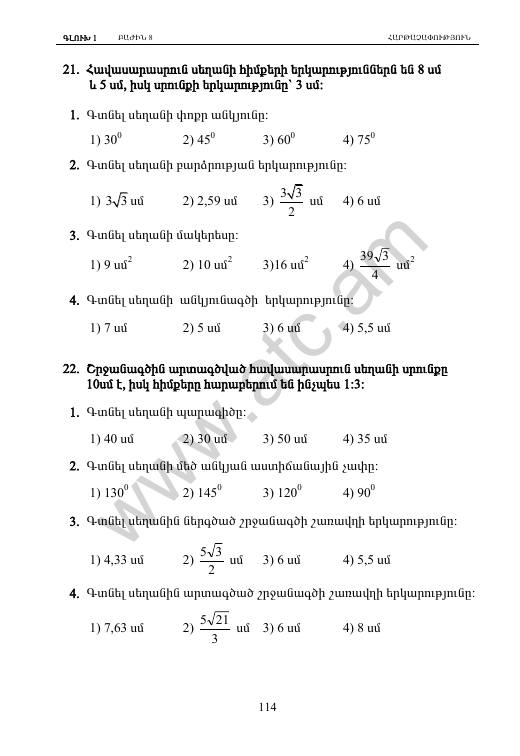 ԳԼՈՒԽ 1 ԲԱԺԻՆ 8 ՀԱՐԹԱՉԱՓՈՒԹՅՈՒՆ
21. Հավասարասրուն սեղանի հիմքերի երկարություններն են 8 սմ
և 5 սմ, իսկ սրունքի երկարությունը՝ 3 սմ:
1. Գտնել սեղանի փոքր անկյունը:
1) 30⁰ 2) 45⁰ 3) 60⁰ 4) 75⁰
2. Գտնել սեղանի բարձրության երկարությունը:
1) 3√3 սմ 2) 2,59 սմ 3) 3√3/2 սմ 4) 6 սմ
3. Գտնել սեղանի մակերեսը:
1) 9 սմ² 2) 10 սմ² 3)16 սմ² 4) 39√3/4 սմ²
4. Գտնել սեղանի անկյունագծի երկարությունը:
1) 7 սմ 2) 5 սմ 3) 6 սմ 4) 5,5 սմ
22. Շրջանագծին արտագծված հավասարասրուն սեղանի սրունքը
10սմ է, իսկ հիմքերը հարաբերում են ինչպես 1:3:
1. Գտնել սեղանի պարագիծը:
1) 40 սմ 2) 30 սմ 3) 50 սմ 4) 35 սմ
2. Գտնել սեղանի մեծ անկյան աստիճանային չափը:
1) 130⁰ 2) 145⁰ 3) 120⁰ 4) 90⁰
3. Գտնել սեղանին ներգծած շրջանագծի շառավղի երկարությունը:
1) 4,33 սմ 2) 5√3/2 սմ 3) 6 սմ 4) 5,5 սմ
4. Գտնել սեղանին արտագծած շրջանագծի շառավղի երկարությունը:
1) 7,63 սմ 2) 5√21/3 սմ 3) 6 սմ 4) 8 սմ
114
www.atc.am